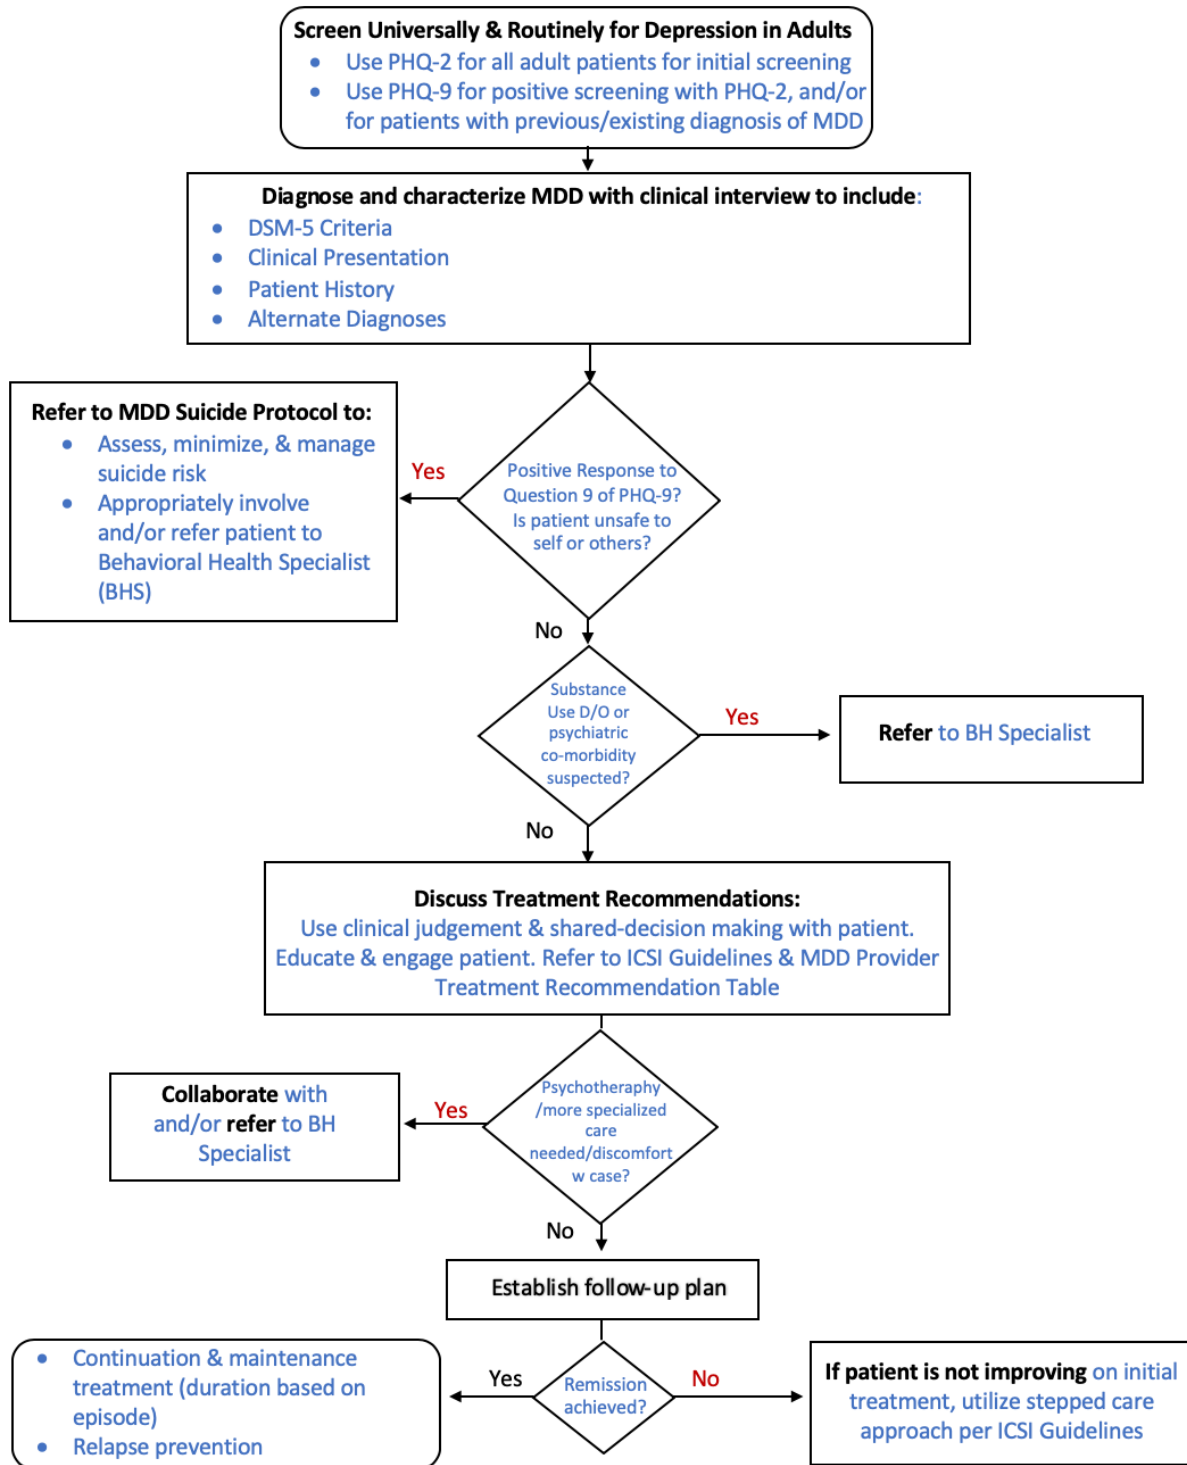 Screen Universally & Routinely for Depression in Adults
• Use PHQ-2 for all adult patients for initial screening
• Use PHQ-9 for positive screening with PHQ-2, and/or
for patients with previous/existing diagnosis of MDD
Diagnose and characterize MDD with clinical interview to include:
• DSM-5 Criteria
• Clinical Presentation
• Patient History
• Alternate Diagnoses
Refer to MDD Suicide Protocol to:
• Assess, minimize, & manage
suicide risk
• Appropriately involve
and/or refer patient to
Behavioral Health Specialist
(BHS)
Yes
Positive Response to
Question 9 of PHQ-9?
Is patient unsafe to
self or others?
No
Substance
Use D/O or
psychiatric
co-morbidity
suspected?
Yes
Refer to BH Specialist
No
Discuss Treatment Recommendations:
Use clinical judgement & shared-decision making with patient.
Educate & engage patient. Refer to ICSI Guidelines & MDD Provider
Treatment Recommendation Table
Collaborate with
and/or refer to BH
Specialist
Yes
Psychotheraphy
/more specialized
care
needed/discomfort
w case?
No
Establish follow-up plan
• Continuation & maintenance
treatment (duration based on
episode)
• Relapse prevention
Yes
Remission
achieved?
No
If patient is not improving on initial
treatment, utilize stepped care
approach per ICSI Guidelines